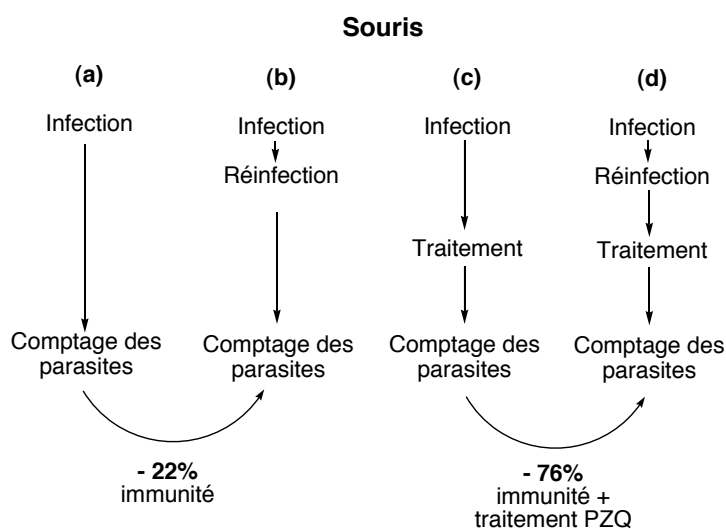 Souris
(a) (b) (c) (d)
Infection Infection Infection Infection
Réinfection Réinfection
Traitement Traitement
Comptage des Comptage des Comptage des Comptage des
parasites parasites parasites parasites
- 22% - 76%
immunité immunité +
traitement PZQ